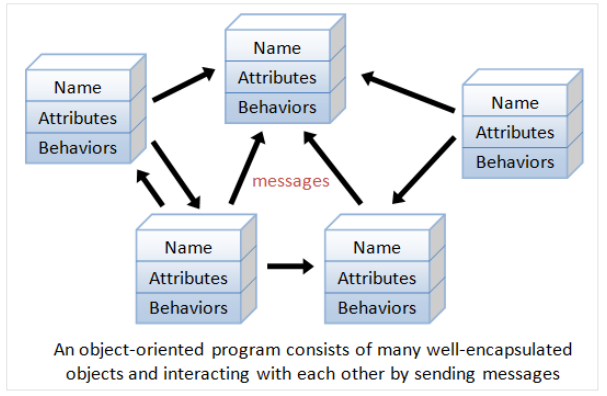 Name
Attributes
Behaviors
Name
Attributes
Behaviors
Name
Attributes
Behaviors
messages
Name
Attributes
Behaviors
Name
Attributes
Behaviors
An object-oriented program consists of many well-encapsulated
objects and interacting with each other by sending messages